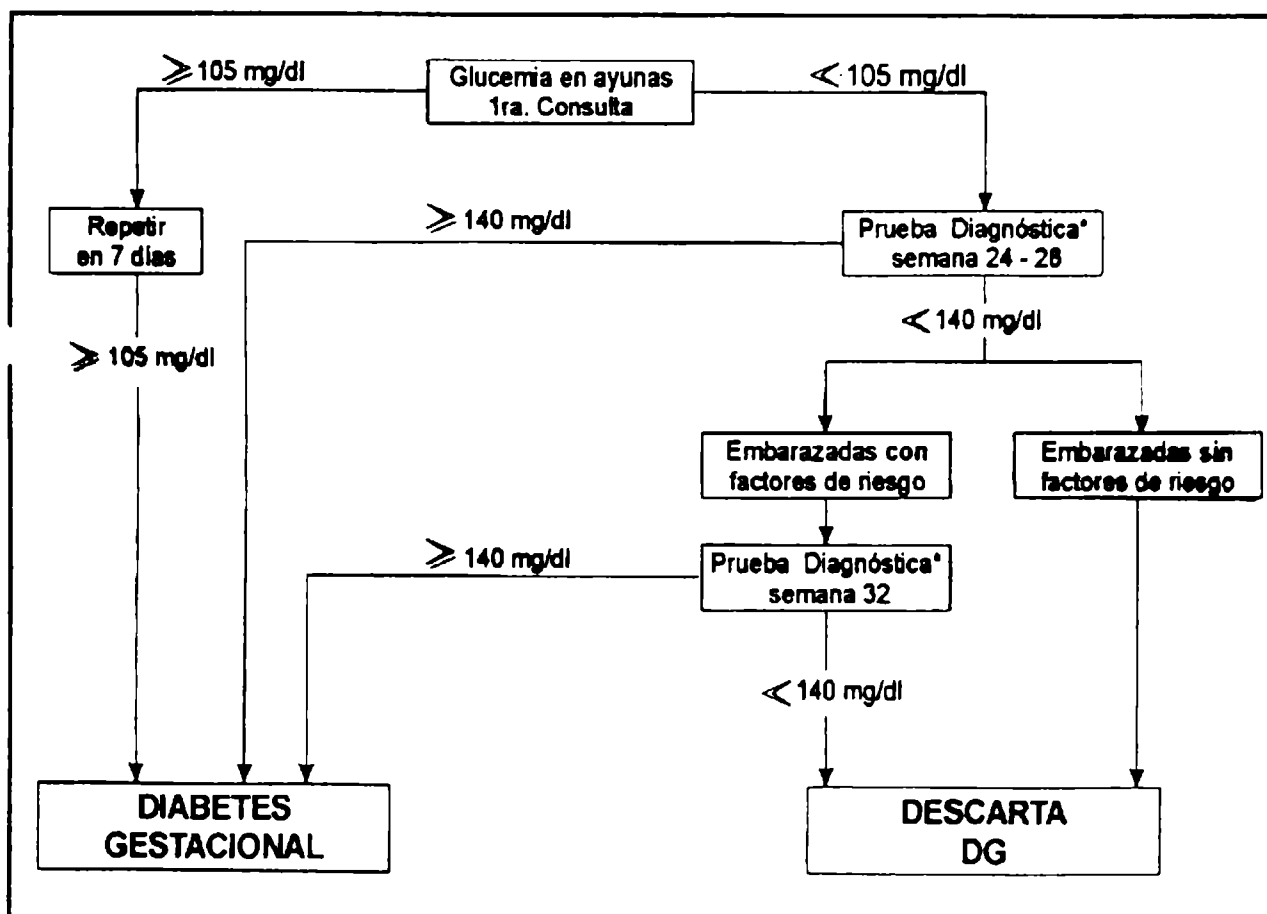 ≥ 105 mg/dl
Glucemia en ayunas
1ra. Consulta
< 105 mg/dl
Repetir
en 7 días
≥ 140 mg/dl
Prueba Diagnóstica*
semana 24 - 28
≥ 105 mg/dl
< 140 mg/dl
Embarazadas con
factores de riesgo
Embarazadas sin
factores de riesgo
≥ 140 mg/dl
Prueba Diagnóstica*
semana 32
< 140 mg/dl
DIABETES
GESTACIONAL
DESCARTA
DG